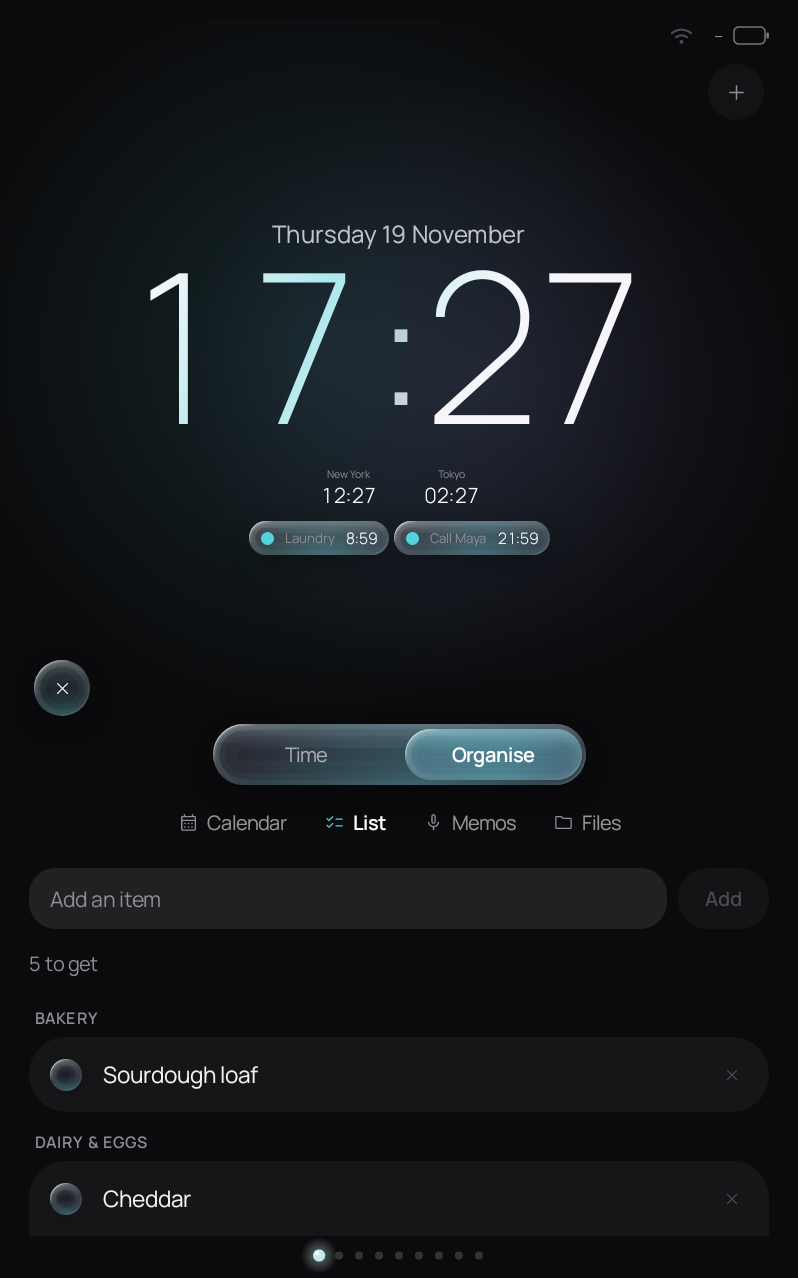 –
+
Thursday 19 November
17:27
New York Tokyo
12:27 02:27
Laundry 8:59 Call Maya 21:59
Time Organise
Calendar List Memos Files
Add an item Add
5 to get
BAKERY
Sourdough loaf
DAIRY & EGGS
Cheddar